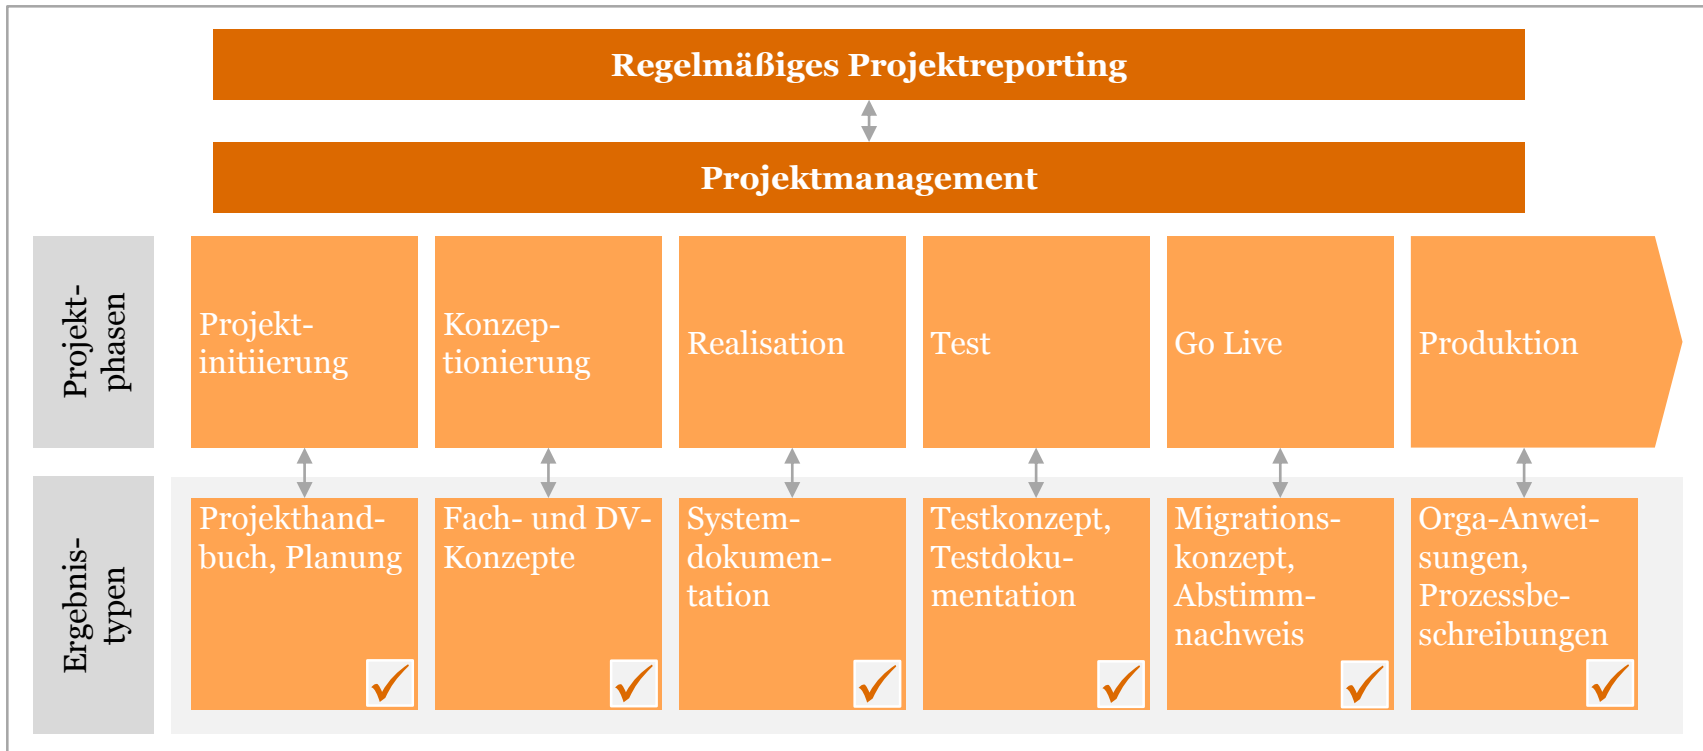 Regelmäßiges Projektreporting
Projektmanagement
Projekt-
phasen
Projekt-
initiierung
Konzep-
tionierung
Realisation
Test
Go Live
Produktion
Ergebnis-
typen
Projekthand-
buch, Planung
Fach- und DV-
Konzepte
System-
dokumen-
tation
Testkonzept,
Testdoku-
mentation
Migrations-
konzept,
Abstimm-
nachweis
Orga-Anwei-
sungen,
Prozessbe-
schreibungen